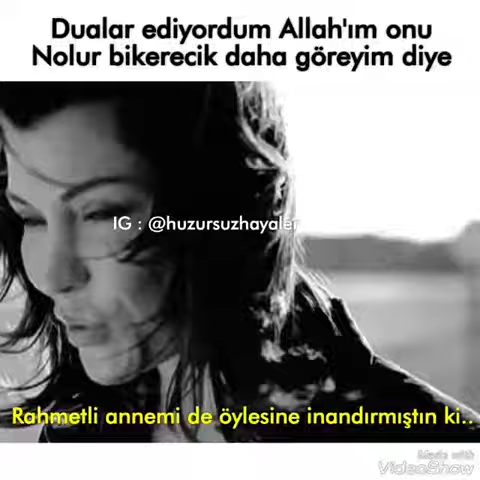 Dualar ediyordum Allah'ım onu
Nolur bikerecik daha göreyim diye
IG : @huzursuzhayaler
Rahmetli annemi de öylesine inandırmıştın ki..
Made with
VideoShow